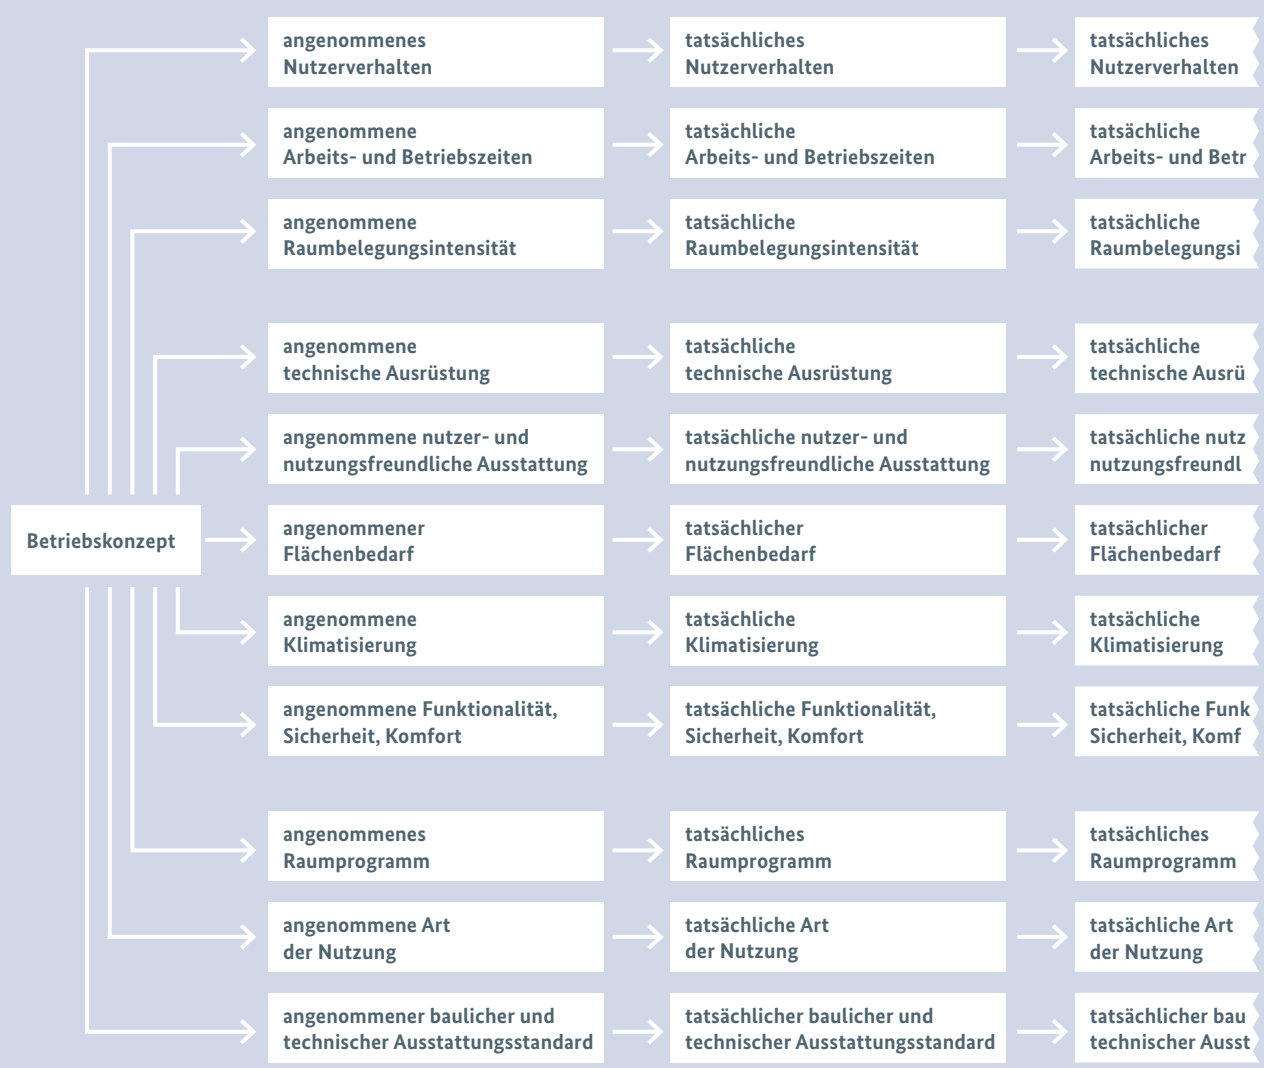 angenommenes
Nutzerverhalten
tatsächliches
Nutzerverhalten
tatsächliches
Nutzerverhalten
angenommene
Arbeits- und Betriebszeiten
tatsächliche
Arbeits- und Betriebszeiten
tatsächliche
Arbeits- und Betr
angenommene
Raumbelegungsintensität
tatsächliche
Raumbelegungsintensität
tatsächliche
Raumbelegungsi
angenommene
technische Ausrüstung
tatsächliche
technische Ausrüstung
tatsächliche
technische Ausrü
angenommene nutzer- und
nutzungsfreundliche Ausstattung
tatsächliche nutzer- und
nutzungsfreundliche Ausstattung
tatsächliche nutz
nutzungsfreundl
Betriebskonzept
angenommener
Flächenbedarf
tatsächlicher
Flächenbedarf
tatsächlicher
Flächenbedarf
angenommene
Klimatisierung
tatsächliche
Klimatisierung
tatsächliche
Klimatisierung
angenommene Funktionalität,
Sicherheit, Komfort
tatsächliche Funktionalität,
Sicherheit, Komfort
tatsächliche Funk
Sicherheit, Komf
angenommenes
Raumprogramm
tatsächliches
Raumprogramm
tatsächliches
Raumprogramm
angenommene Art
der Nutzung
tatsächliche Art
der Nutzung
tatsächliche Art
der Nutzung
angenommener baulicher und
technischer Ausstattungsstandard
tatsächlicher baulicher und
technischer Ausstattungsstandard
tatsächlicher bau
technischer Ausst